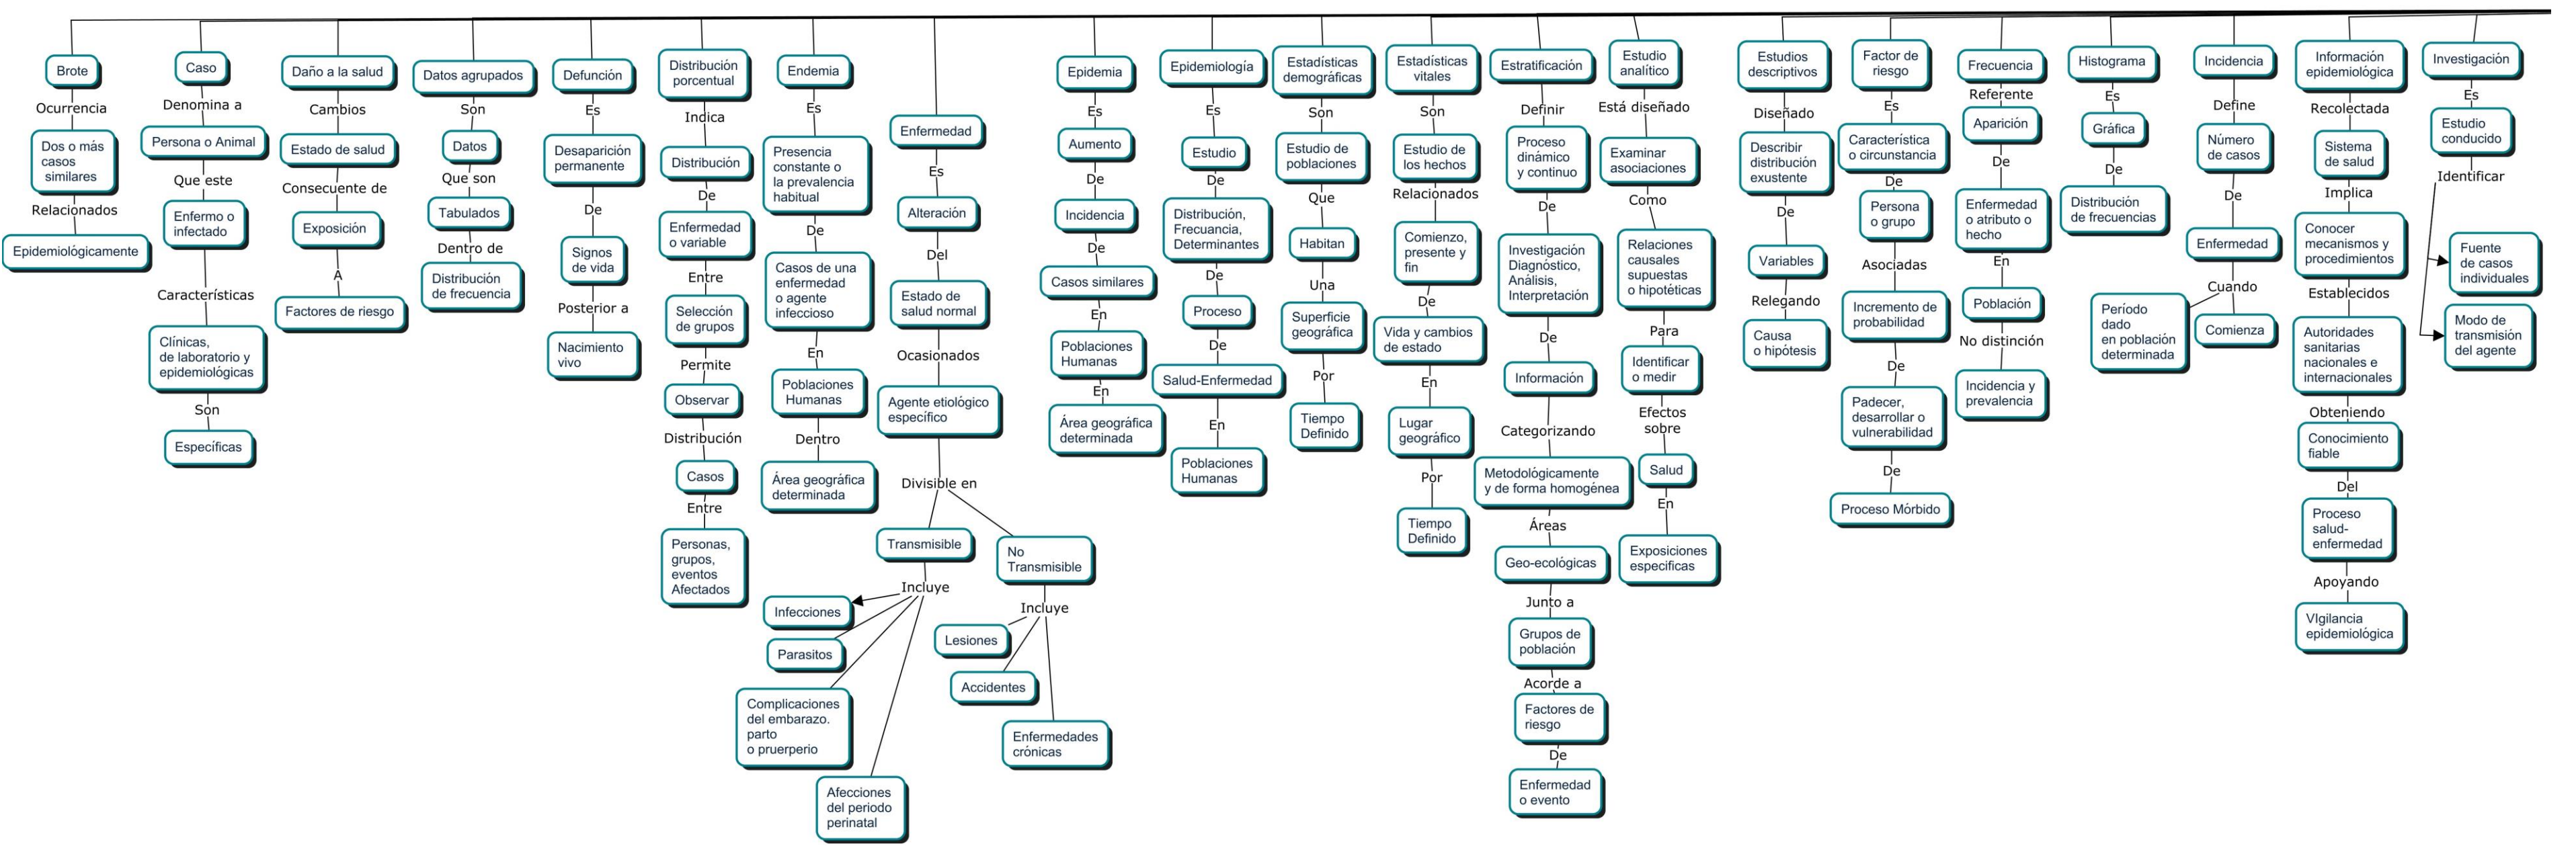 Brote
Ocurrencia
Dos o más
casos
similares
Relacionados
Epidemiológicamente
Caso
Denomina a
Persona o Animal
Que este
Enfermo o
infectado
Características
Clínicas,
de laboratorio y
epidemiológicas
Son
Específicas
Daño a la salud
Cambios
Estado de salud
Consecuente de
Exposición
A
Factores de riesgo
Datos agrupados
Son
Datos
Que son
Tabulados
Dentro de
Distribución
de frecuencia
Defunción
Es
Desaparición
permanente
De
Signos
de vida
Posterior a
Nacimiento
vivo
Distribución
porcentual
Indica
Distribución
De
Enfermedad
o variable
Entre
Selección
de grupos
Permite
Observar
Distribución
Casos
Entre
Personas,
grupos,
eventos
Afectados
Endemia
Es
Presencia
constante o
la prevalencia
habitual
De
Casos de una
enfermedad
o agente
infeccioso
En
Poblaciones
Humanas
Dentro
Área geográfica
determinada
Enfermedad
Es
Alteración
Del
Estado de
salud normal
Ocasionados
Agente etiológico
específico
Divisible en
Transmisible
Incluye
Infecciones
Parasitos
Complicaciones
del embarazo.
parto
o pruerperio
Afecciones
del periodo
perinatal
No
Transmisible
Incluye
Lesiones
Accidentes
Enfermedades
crónicas
Epidemia
Es
Aumento
De
Incidencia
De
Casos similares
En
Poblaciones
Humanas
En
Área geográfica
determinada
Epidemiología
Es
Estudio
De
Distribución,
Frecuancia,
Determinantes
De
Proceso
De
Salud-Enfermedad
En
Poblaciones
Humanas
Estadísticas
demográficas
Son
Estudio de
poblaciones
Que
Habitan
Una
Superficie
geográfica
Por
Tiempo
Definido
Estadísticas
vitales
Son
Estudio de
los hechos
Relacionados
Comienzo,
presente y
fin
De
Vida y cambios
de estado
En
Lugar
geográfico
Por
Tiempo
Definido
Estratificación
Definir
Proceso
dinámico
y continuo
De
Investigación
Diagnóstico,
Análisis,
Interpretación
De
Información
Categorizando
Metodológicamente
y de forma homogénea
Áreas
Geo-ecológicas
Junto a
Grupos de
población
Acorde a
Factores de
riesgo
De
Enfermedad
o evento
Estudio
analítico
Está diseñado
Examinar
asociaciones
Como
Relaciones
causales
supuestas
o hipotéticas
Para
Identificar
o medir
Efectos
sobre
Salud
En
Exposiciones
especificas
Estudios
descriptivos
Diseñado
Describir
distribución
exustente
De
Variables
Relegando
Causa
o hipótesis
Factor de
riesgo
Es
Característica
o circunstancia
De
Persona
o grupo
Asociadas
Incremento de
probabilidad
De
Padecer,
desarrollar o
vulnerabilidad
De
Proceso Mórbido
Frecuencia
Referente
Aparición
De
Enfermedad
o atributo o
hecho
En
Población
No distinción
Incidencia y
prevalencia
Histograma
Es
Gráfica
De
Distribución
de frecuencias
Incidencia
Define
Número
de casos
De
Enfermedad
Cuando
Período
dado
en población
determinada
Comienza
Información
epidemiológica
Recolectada
Sistema
de salud
Implica
Conocer
mecanismos y
procedimientos
Establecidos
Autoridades
sanitarias
nacionales e
internacionales
Obteniendo
Conocimiento
fiable
Del
Proceso
salud-
enfermedad
Apoyando
VIgilancia
epidemiológica
Investigación
Es
Estudio
conducido
Identificar
Fuente
de casos
individuales
Modo de
transmisión
del agente